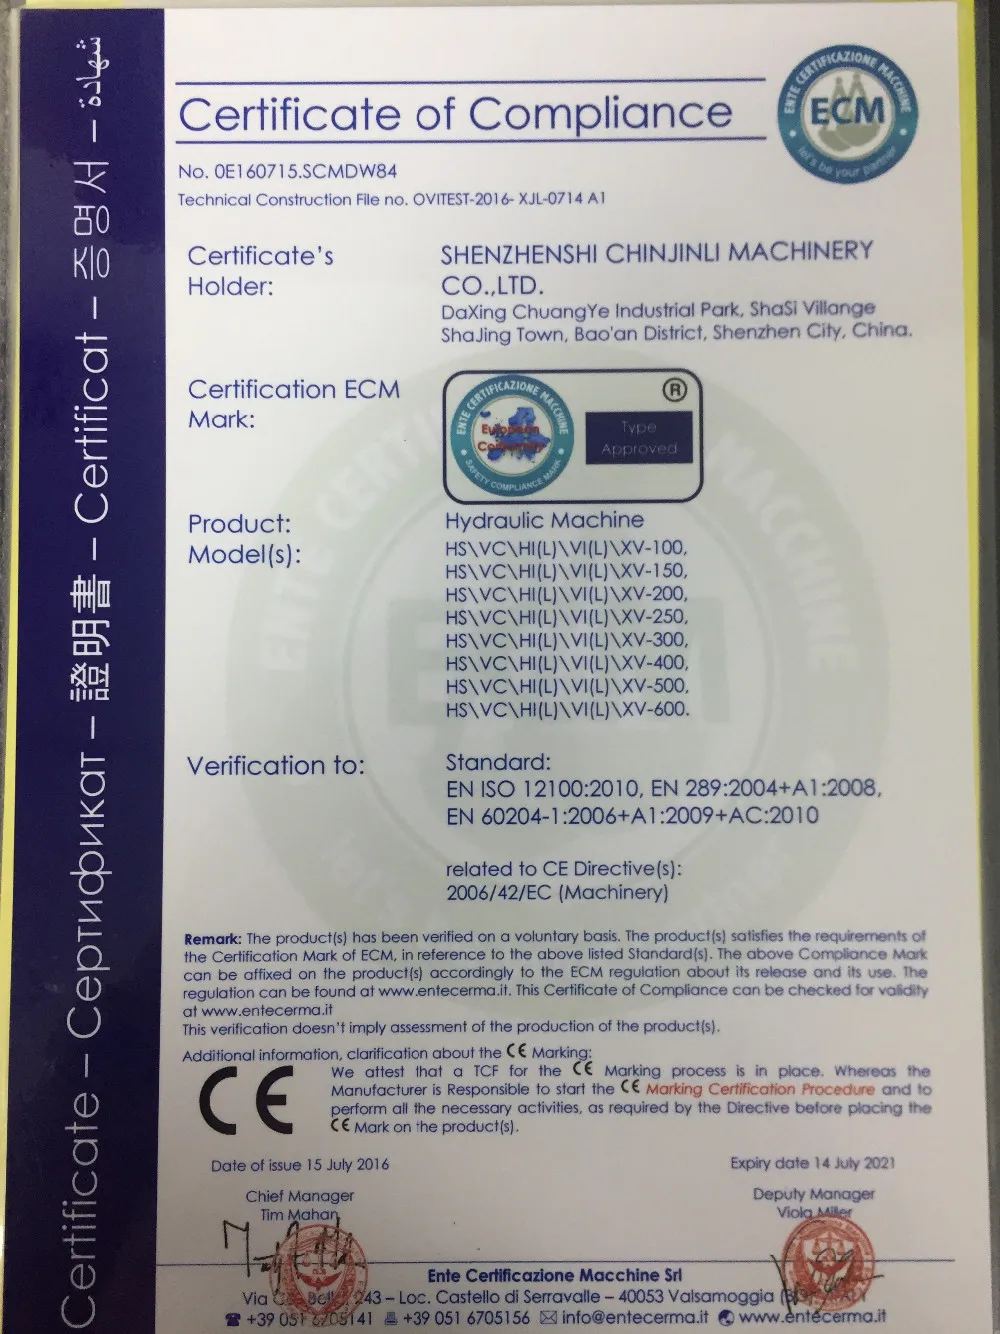 Certificate – Сертификат – 證明書 – Certificat – 증명서 – شهادة
ENTE CERTIFICAZIONE MACCHINE
ECM
let's be your partner
Certificate of Compliance
No. 0E160715.SCMDW84
Technical Construction File no. OVITEST-2016- XJL-0714 A1
Certificate's
Holder:
SHENZHENSHI CHINJINLI MACHINERY
CO.,LTD.
DaXing ChuangYe Industrial Park, ShaSi Villange
ShaJing Town, Bao'an District, Shenzhen City, China.
Certification ECM
Mark:
ENTE CERTIFICAZIONE MACCHINE
European
Conformity
SAFETY COMPLIANCE MARK
®
Type
Approved
Product:
Hydraulic Machine
Model(s):
HS\VC\HI(L)\VI(L)\XV-100,
HS\VC\HI(L)\VI(L)\XV-150,
HS\VC\HI(L)\VI(L)\XV-200,
HS\VC\HI(L)\VI(L)\XV-250,
HS\VC\HI(L)\VI(L)\XV-300,
HS\VC\HI(L)\VI(L)\XV-400,
HS\VC\HI(L)\VI(L)\XV-500,
HS\VC\HI(L)\VI(L)\XV-600.
Verification to:
Standard:
EN ISO 12100:2010, EN 289:2004+A1:2008,
EN 60204-1:2006+A1:2009+AC:2010
related to CE Directive(s):
2006/42/EC (Machinery)
Remark: The product(s) has been verified on a voluntary basis. The product(s) satisfies the requirements of
the Certification Mark of ECM, in reference to the above listed Standard(s). The above Compliance Mark
can be affixed on the product(s) accordingly to the ECM regulation about its release and its use. The
regulation can be found at www.entecerma.it. This Certificate of Compliance can be checked for validity
at www.entecerma.it
This verification doesn't imply assessment of the production of the product(s).
Additional information, clarification about the CE Marking:
CE
We attest that a TCF for the CE Marking process is in place. Whereas the
Manufacturer is Responsible to start the CE Marking Certification Procedure and to
perform all the necessary activities, as required by the Directive before placing the
CE Mark on the product(s).
Date of issue 15 July 2016
Expiry date 14 July 2021
Chief Manager
Tim Mahan
Deputy Manager
Viola Miller
Ente Certificazione Macchine Srl
Via 243 – Loc. Castello di Serravalle – 40053 Valsamoggia
☎ +39 051 6705141 +39 051 6705156 ✉ info@entecerma.it www.entecerma.it